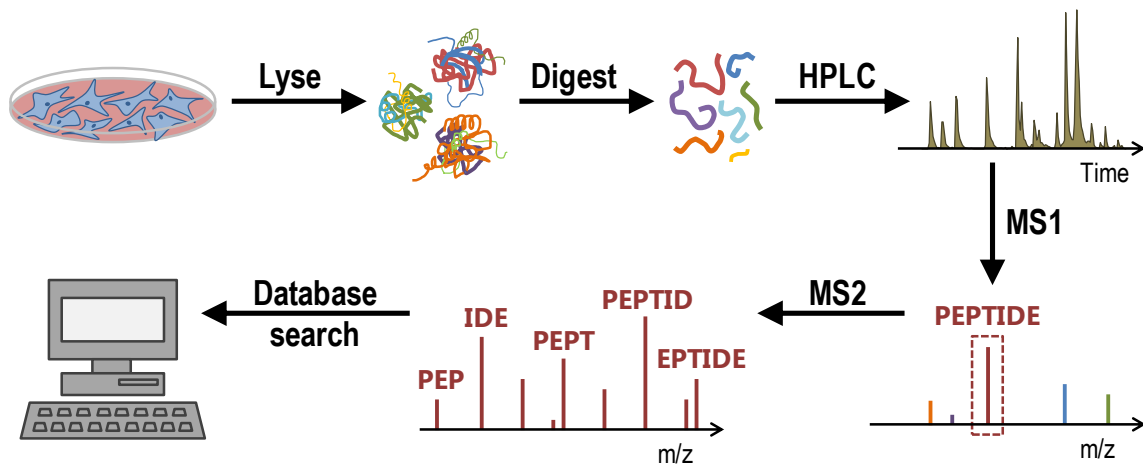 Lyse
Digest
HPLC
Time
MS1
PEPTIDE
m/z
MS2
PEPTID
IDE
PEPT
EPTIDE
PEP
m/z
Database
search